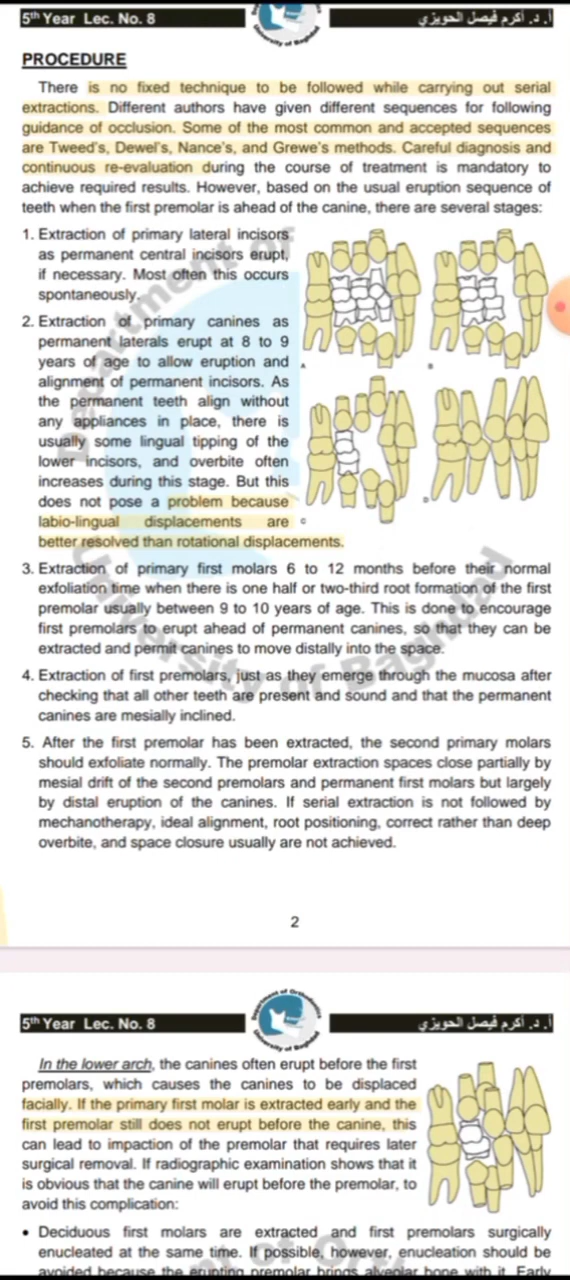 5th Year Lec. No. 8
أ. د. أكرم فيصل الحويزي
University of Baghdad
PROCEDURE
There is no fixed technique to be followed while carrying out serial
extractions. Different authors have given different sequences for following
guidance of occlusion. Some of the most common and accepted sequences
are Tweed's, Dewel's, Nance's, and Grewe's methods. Careful diagnosis and
continuous re-evaluation during the course of treatment is mandatory to
achieve required results. However, based on the usual eruption sequence of
teeth when the first premolar is ahead of the canine, there are several stages:
1. Extraction of primary lateral incisors
as permanent central incisors erupt,
if necessary. Most often this occurs
spontaneously.
2. Extraction of primary canines as
permanent laterals erupt at 8 to 9
years of age to allow eruption and
alignment of permanent incisors. As
the permanent teeth align without
any appliances in place, there is
usually some lingual tipping of the
lower incisors, and overbite often
increases during this stage. But this
does not pose a problem because
labio-lingual displacements are
better resolved than rotational displacements.
A
B
C
D
3. Extraction of primary first molars 6 to 12 months before their normal
exfoliation time when there is one half or two-third root formation of the first
premolar usually between 9 to 10 years of age. This is done to encourage
first premolars to erupt ahead of permanent canines, so that they can be
extracted and permit canines to move distally into the space.
4. Extraction of first premolars, just as they emerge through the mucosa after
checking that all other teeth are present and sound and that the permanent
canines are mesially inclined.
5. After the first premolar has been extracted, the second primary molars
should exfoliate normally. The premolar extraction spaces close partially by
mesial drift of the second premolars and permanent first molars but largely
by distal eruption of the canines. If serial extraction is not followed by
mechanotherapy, ideal alignment, root positioning, correct rather than deep
overbite, and space closure usually are not achieved.
Department of
University of Baghdad
2
5th Year Lec. No. 8
Department of Orthodontics
University of Baghdad
أ. د. أكرم فيصل الحويزي
In the lower arch, the canines often erupt before the first
premolars, which causes the canines to be displaced
facially. If the primary first molar is extracted early and the
first premolar still does not erupt before the canine, this
can lead to impaction of the premolar that requires later
surgical removal. If radiographic examination shows that it
is obvious that the canine will erupt before the premolar, to
avoid this complication:
• Deciduous first molars are extracted and first premolars surgically
enucleated at the same time. If possible, however, enucleation should be
avoided because the erupting premolar brings alveolar bone with it. Early